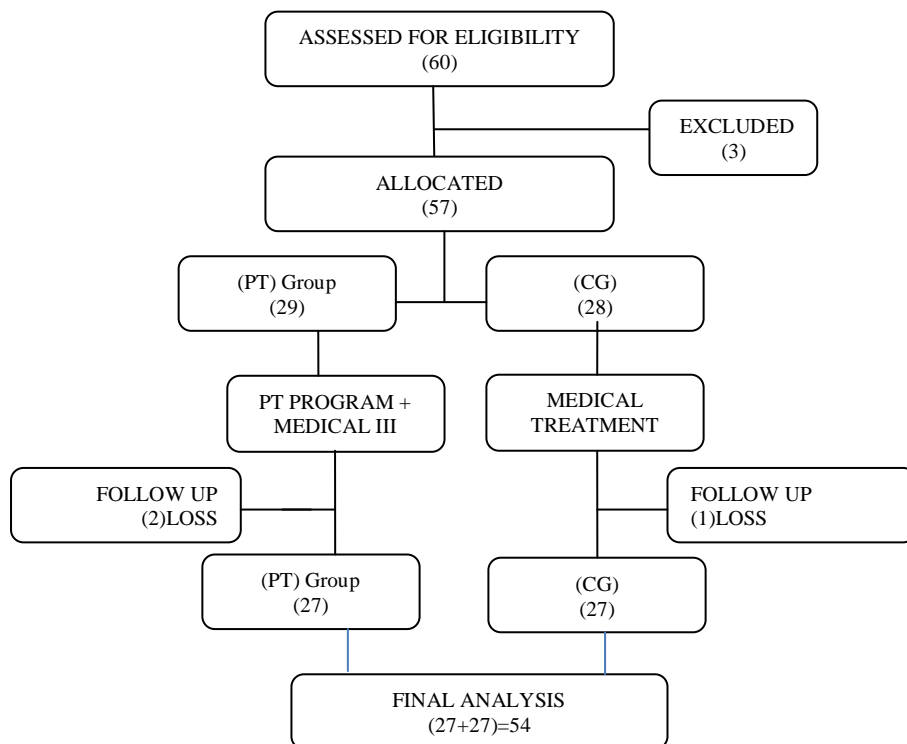 ASSESSED FOR ELIGIBILITY
(60)
EXCLUDED
(3)
ALLOCATED
(57)
(PT) Group
(29)
(CG)
(28)
PT PROGRAM +
MEDICAL III
MEDICAL
TREATMENT
FOLLOW UP
(2)LOSS
FOLLOW UP
(1)LOSS
(PT) Group
(27)
(CG)
(27)
FINAL ANALYSIS
(27+27)=54